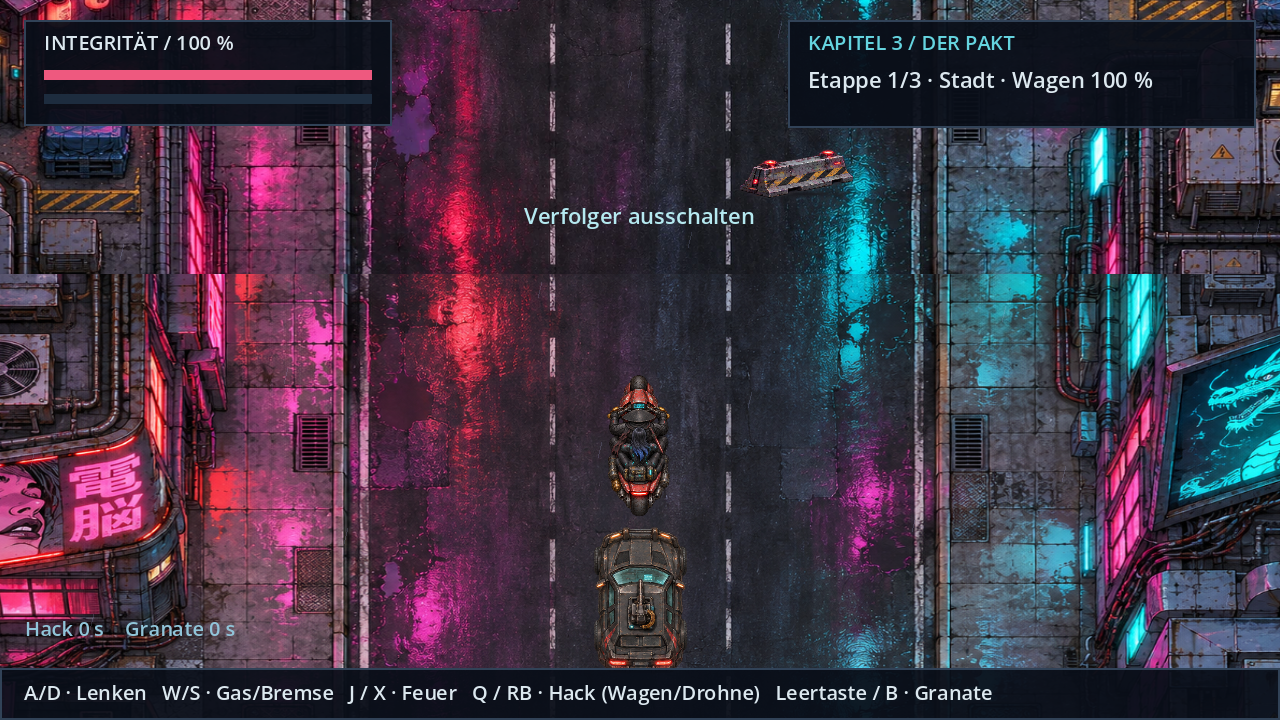 INTEGRITÄT / 100 %
KAPITEL 3 / DER PAKT
Etappe 1/3 · Stadt · Wagen 100 %
Verfolger ausschalten
電
脳
Hack 0 s Granate 0 s
A/D · Lenken W/S · Gas/Bremse J / X · Feuer Q / RB · Hack (Wagen/Drohne) Leertaste / B · Granate